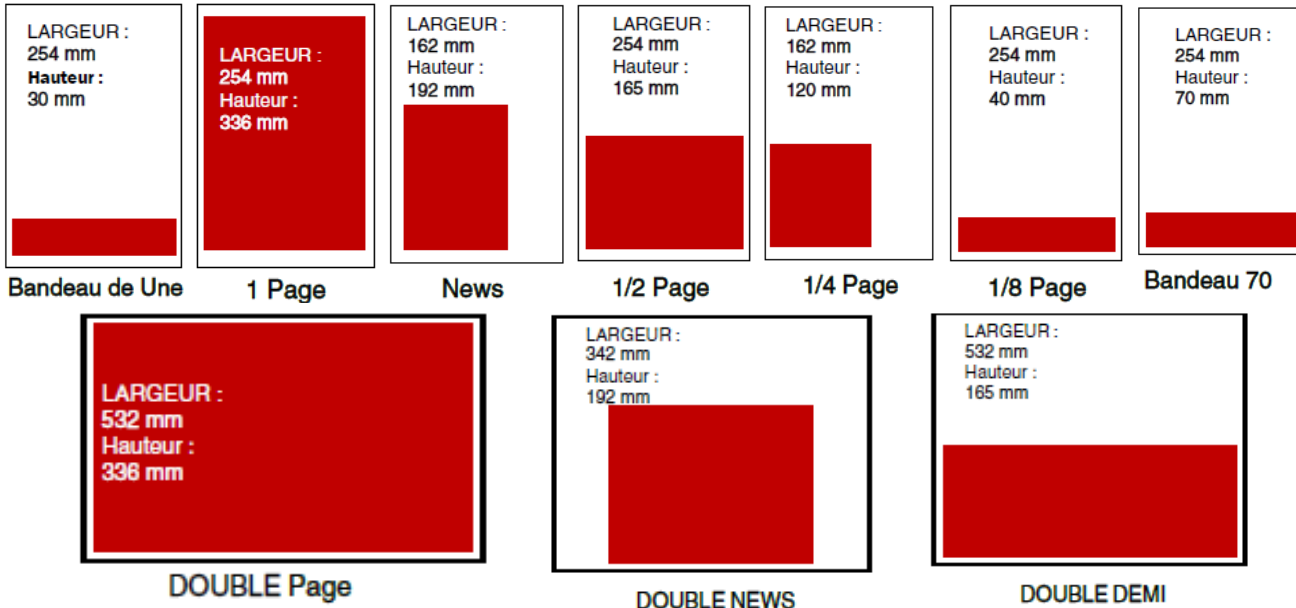 LARGEUR :
254 mm
Hauteur :
30 mm
Bandeau de Une
LARGEUR :
254 mm
Hauteur :
336 mm
1 Page
LARGEUR :
162 mm
Hauteur :
192 mm
News
LARGEUR :
254 mm
Hauteur :
165 mm
1/2 Page
LARGEUR :
162 mm
Hauteur :
120 mm
1/4 Page
LARGEUR :
254 mm
Hauteur :
40 mm
1/8 Page
LARGEUR :
254 mm
Hauteur :
70 mm
Bandeau 70
LARGEUR :
532 mm
Hauteur :
336 mm
DOUBLE Page
LARGEUR :
342 mm
Hauteur :
192 mm
DOUBLE NEWS
LARGEUR :
532 mm
Hauteur :
165 mm
DOUBLE DEMI